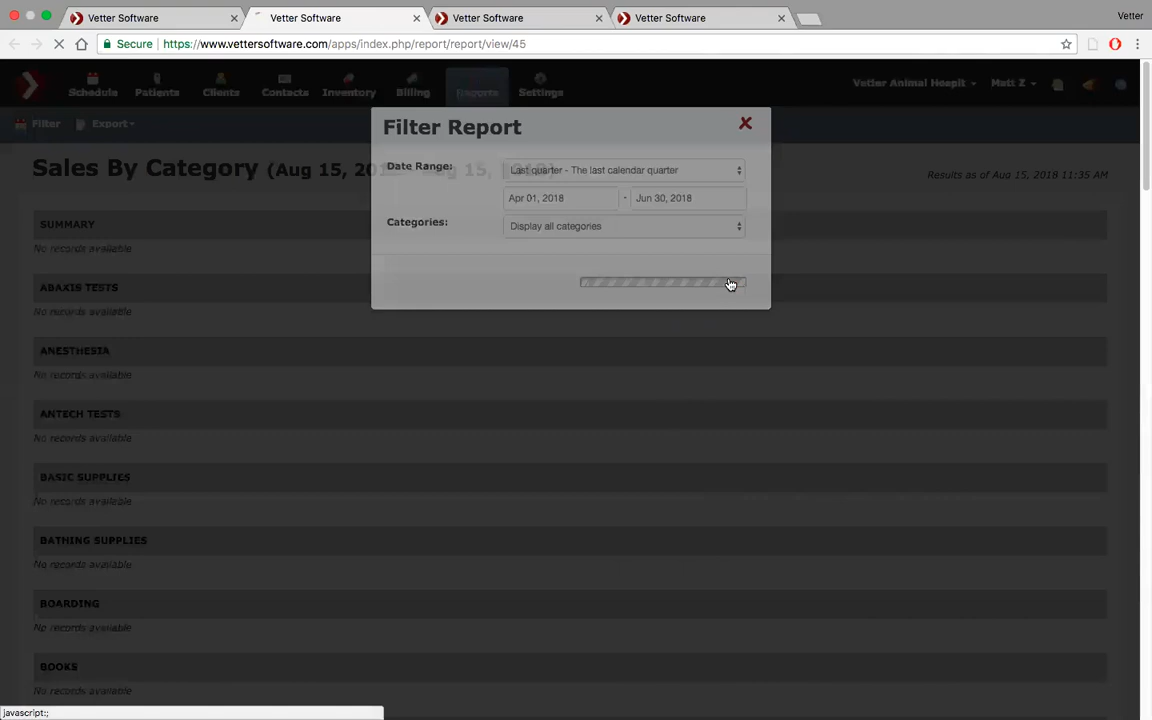 Vetter Software
Vetter Software
Vetter Software
Vetter Software
Vetter
Secure
https://www.vettersoftware.com/apps/index.php/report/report/view/45
Schedule
Patients
Clients
Contacts
Inventory
Billing
Reports
Settings
Vetter Animal Hospit
Matt Z
Filter
Export
Filter Report
Sales By Category (Aug 15, 20
Results as of Aug 15, 2018 11:35 AM
Date Range:
Last quarter - The last calendar quarter
Apr 01, 2018 - Jun 30, 2018
Categories:
Display all categories
SUMMARY
No records available
ABAXIS TESTS
No records available
ANESTHESIA
No records available
ANTECH TESTS
No records available
BASIC SUPPLIES
No records available
BATHING SUPPLIES
No records available
BOARDING
No records available
BOOKS
No records available
javascript:;